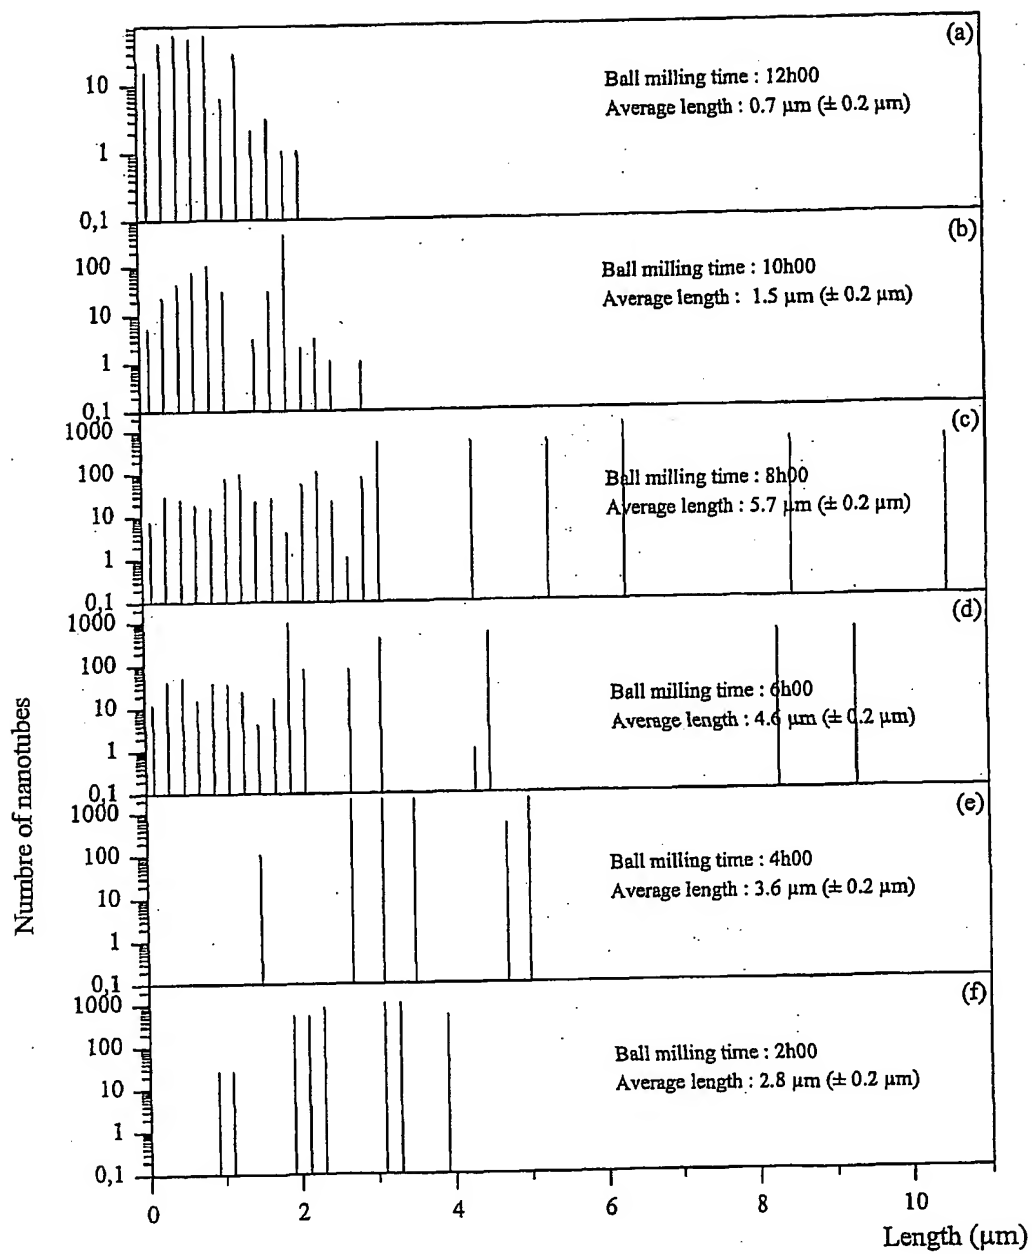 (a)
Ball milling time : 12h00
Average length : 0.7 µm (± 0.2 µm)
10
1
0,1
(b)
Ball milling time : 10h00
Average length : 1.5 µm (± 0.2 µm)
100
10
1
0,1
(c)
Ball milling time : 8h00
Average length : 5.7 µm (± 0.2 µm)
1000
100
10
1
0,1
(d)
Ball milling time : 6h00
Average length : 4.6 µm (± 0.2 µm)
1000
100
10
1
0,1
(e)
Ball milling time : 4h00
Average length : 3.6 µm (± 0.2 µm)
1000
100
10
1
0,1
(f)
Ball milling time : 2h00
Average length : 2.8 µm (± 0.2 µm)
1000
100
10
1
0,1
Numbre of nanotubes
0 2 4 6 8 10
Length (µm)